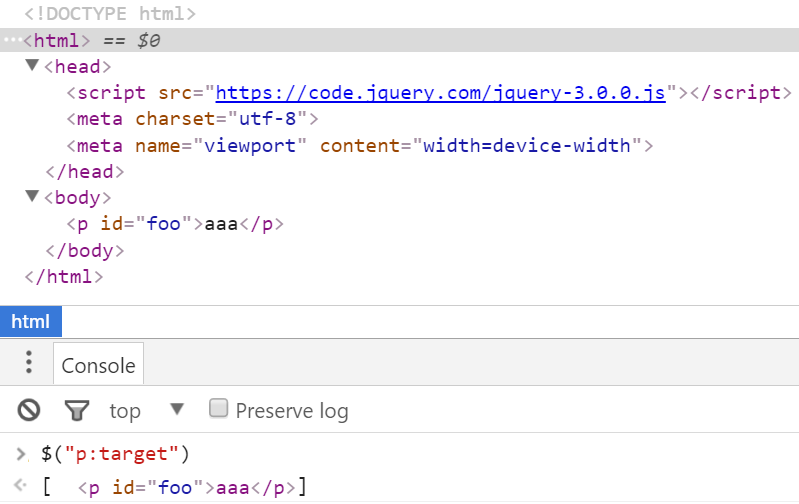 <!DOCTYPE html>
…<html> == $0
▼<head>
<script src="https://code.jquery.com/jquery-3.0.0.js"></script>
<meta charset="utf-8">
<meta name="viewport" content="width=device-width">
</head>
▼<body>
<p id="foo">aaa</p>
</body>
</html>
html
Console
top ▼ Preserve log
> $("p:target")
[ <p id="foo">aaa</p>]